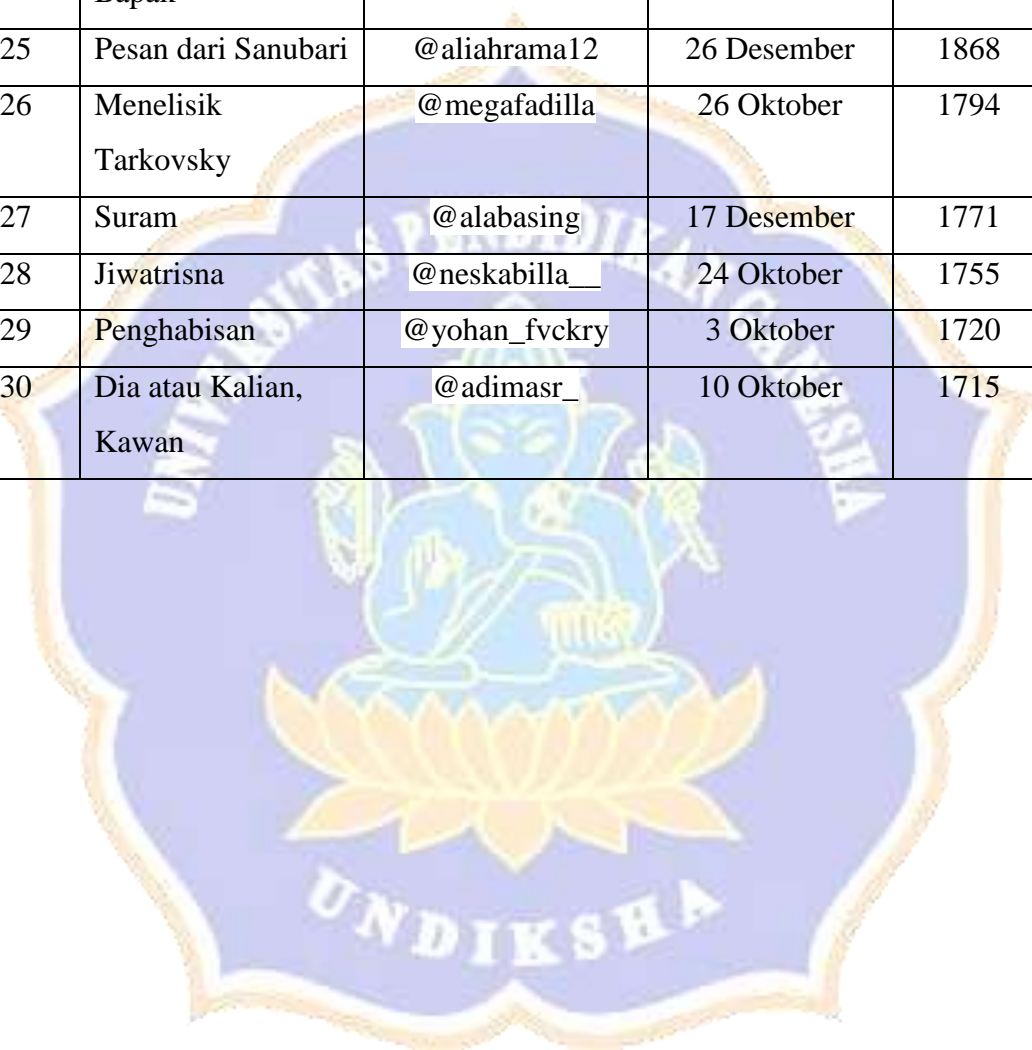 Bapak
25 Pesan dari Sanubari @aliahrama12 26 Desember 1868
26 Menelisik @megafadilla 26 Oktober 1794
Tarkovsky
27 Suram @alabasing 17 Desember 1771
28 Jiwatrisna @neskabilla__ 24 Oktober 1755
29 Penghabisan @yohan_fvckry 3 Oktober 1720
30 Dia atau Kalian, @adimasr_ 10 Oktober 1715
Kawan
UNIVERSITAS PENDIDIKAN GANESHA
UNDIKSHA